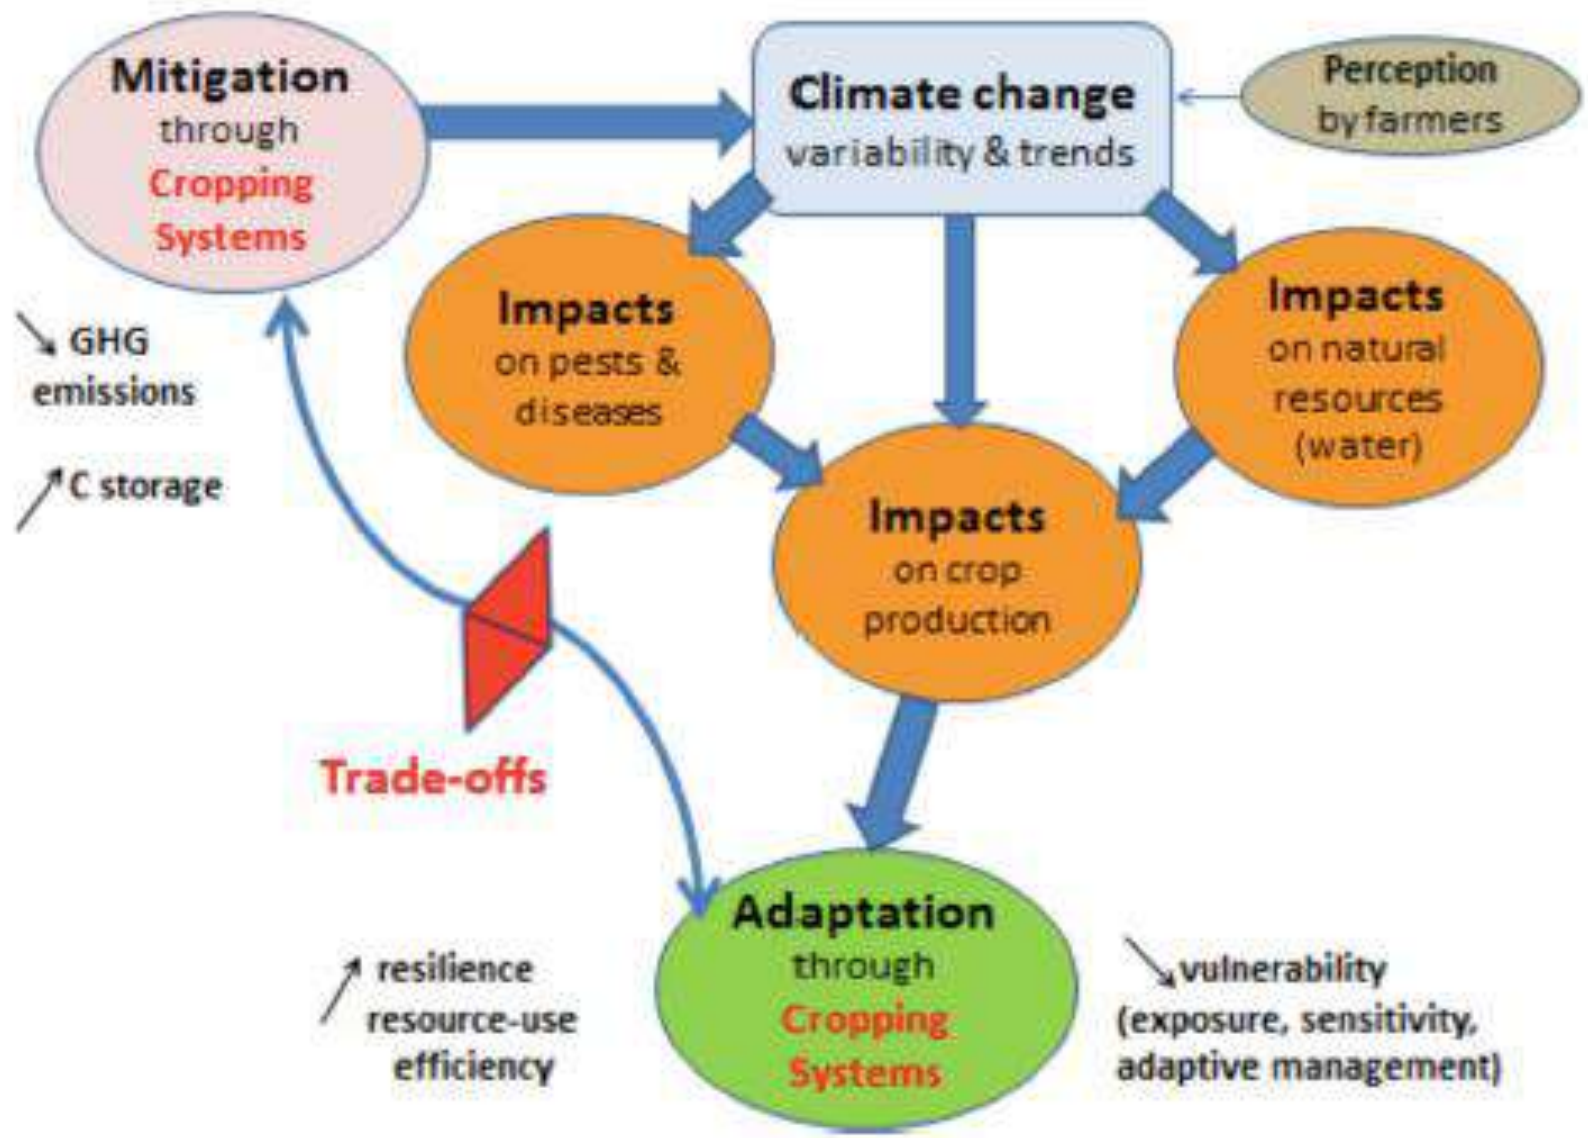 Mitigation
through
Cropping
Systems
Climate change
variability & trends
Perception
by farmers
GHG
emissions
C storage
Impacts
on pests &
diseases
Impacts
on natural
resources
(water)
Impacts
on crop
production
Trade-offs
Adaptation
through
Cropping
Systems
resilience
resource-use
efficiency
vulnerability
(exposure, sensitivity,
adaptive management)